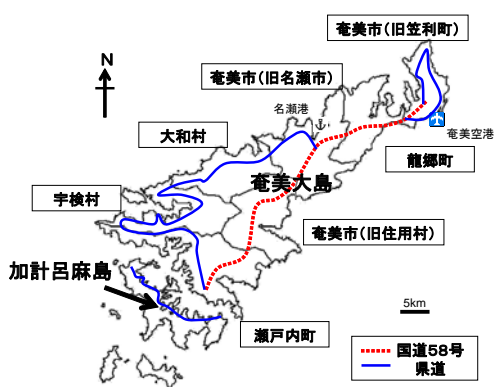 奄美市(旧笠利町)
N
奄美市(旧名瀬市)
名瀬港
奄美空港
大和村
龍郷町
奄美大島
宇検村
奄美市(旧住用村)
加計呂麻島
5km
瀬戸内町
国道58号
県道